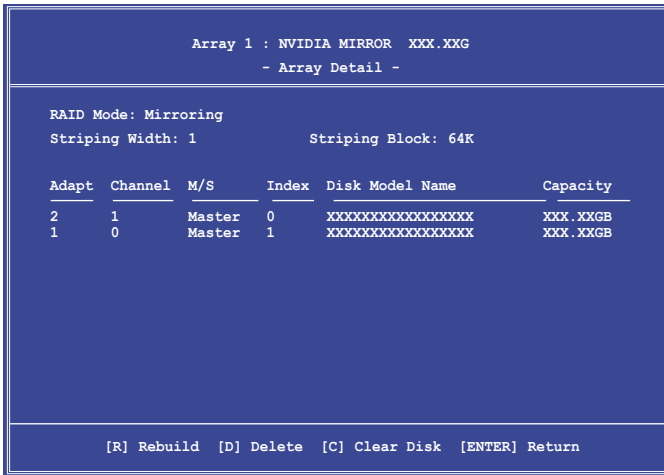 Array 1 : NVIDIA MIRROR XXX.XXG
- Array Detail -
RAID Mode: Mirroring
Striping Width: 1 Striping Block: 64K
Adapt Channel M/S Index Disk Model Name Capacity
2 1 Master 0 XXXXXXXXXXXXXXXXX XXX.XXGB
1 0 Master 1 XXXXXXXXXXXXXXXXX XXX.XXGB
[R] Rebuild [D] Delete [C] Clear Disk [ENTER] Return